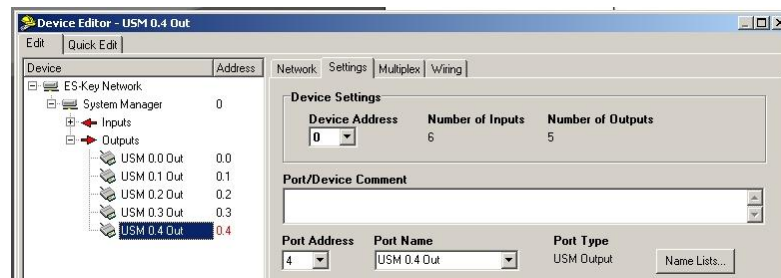 Device Editor - USM 0.4 Out
Edit Quick Edit
Device Address
ES-Key Network
System Manager 0
Inputs
Outputs
USM 0.0 Out 0.0
USM 0.1 Out 0.1
USM 0.2 Out 0.2
USM 0.3 Out 0.3
USM 0.4 Out 0.4
Network Settings Multiplex Wiring
Device Settings
Device Address Number of Inputs Number of Outputs
0 6 5
Port/Device Comment
Port Address Port Name Port Type
4 USM 0.4 Out USM Output Name Lists...